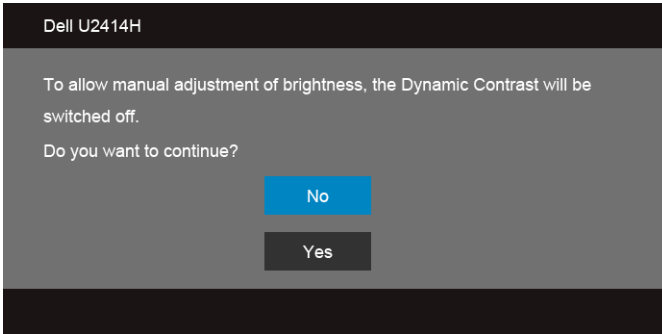 Dell U2414H
To allow manual adjustment of brightness, the Dynamic Contrast will be
switched off.
Do you want to continue?
No
Yes